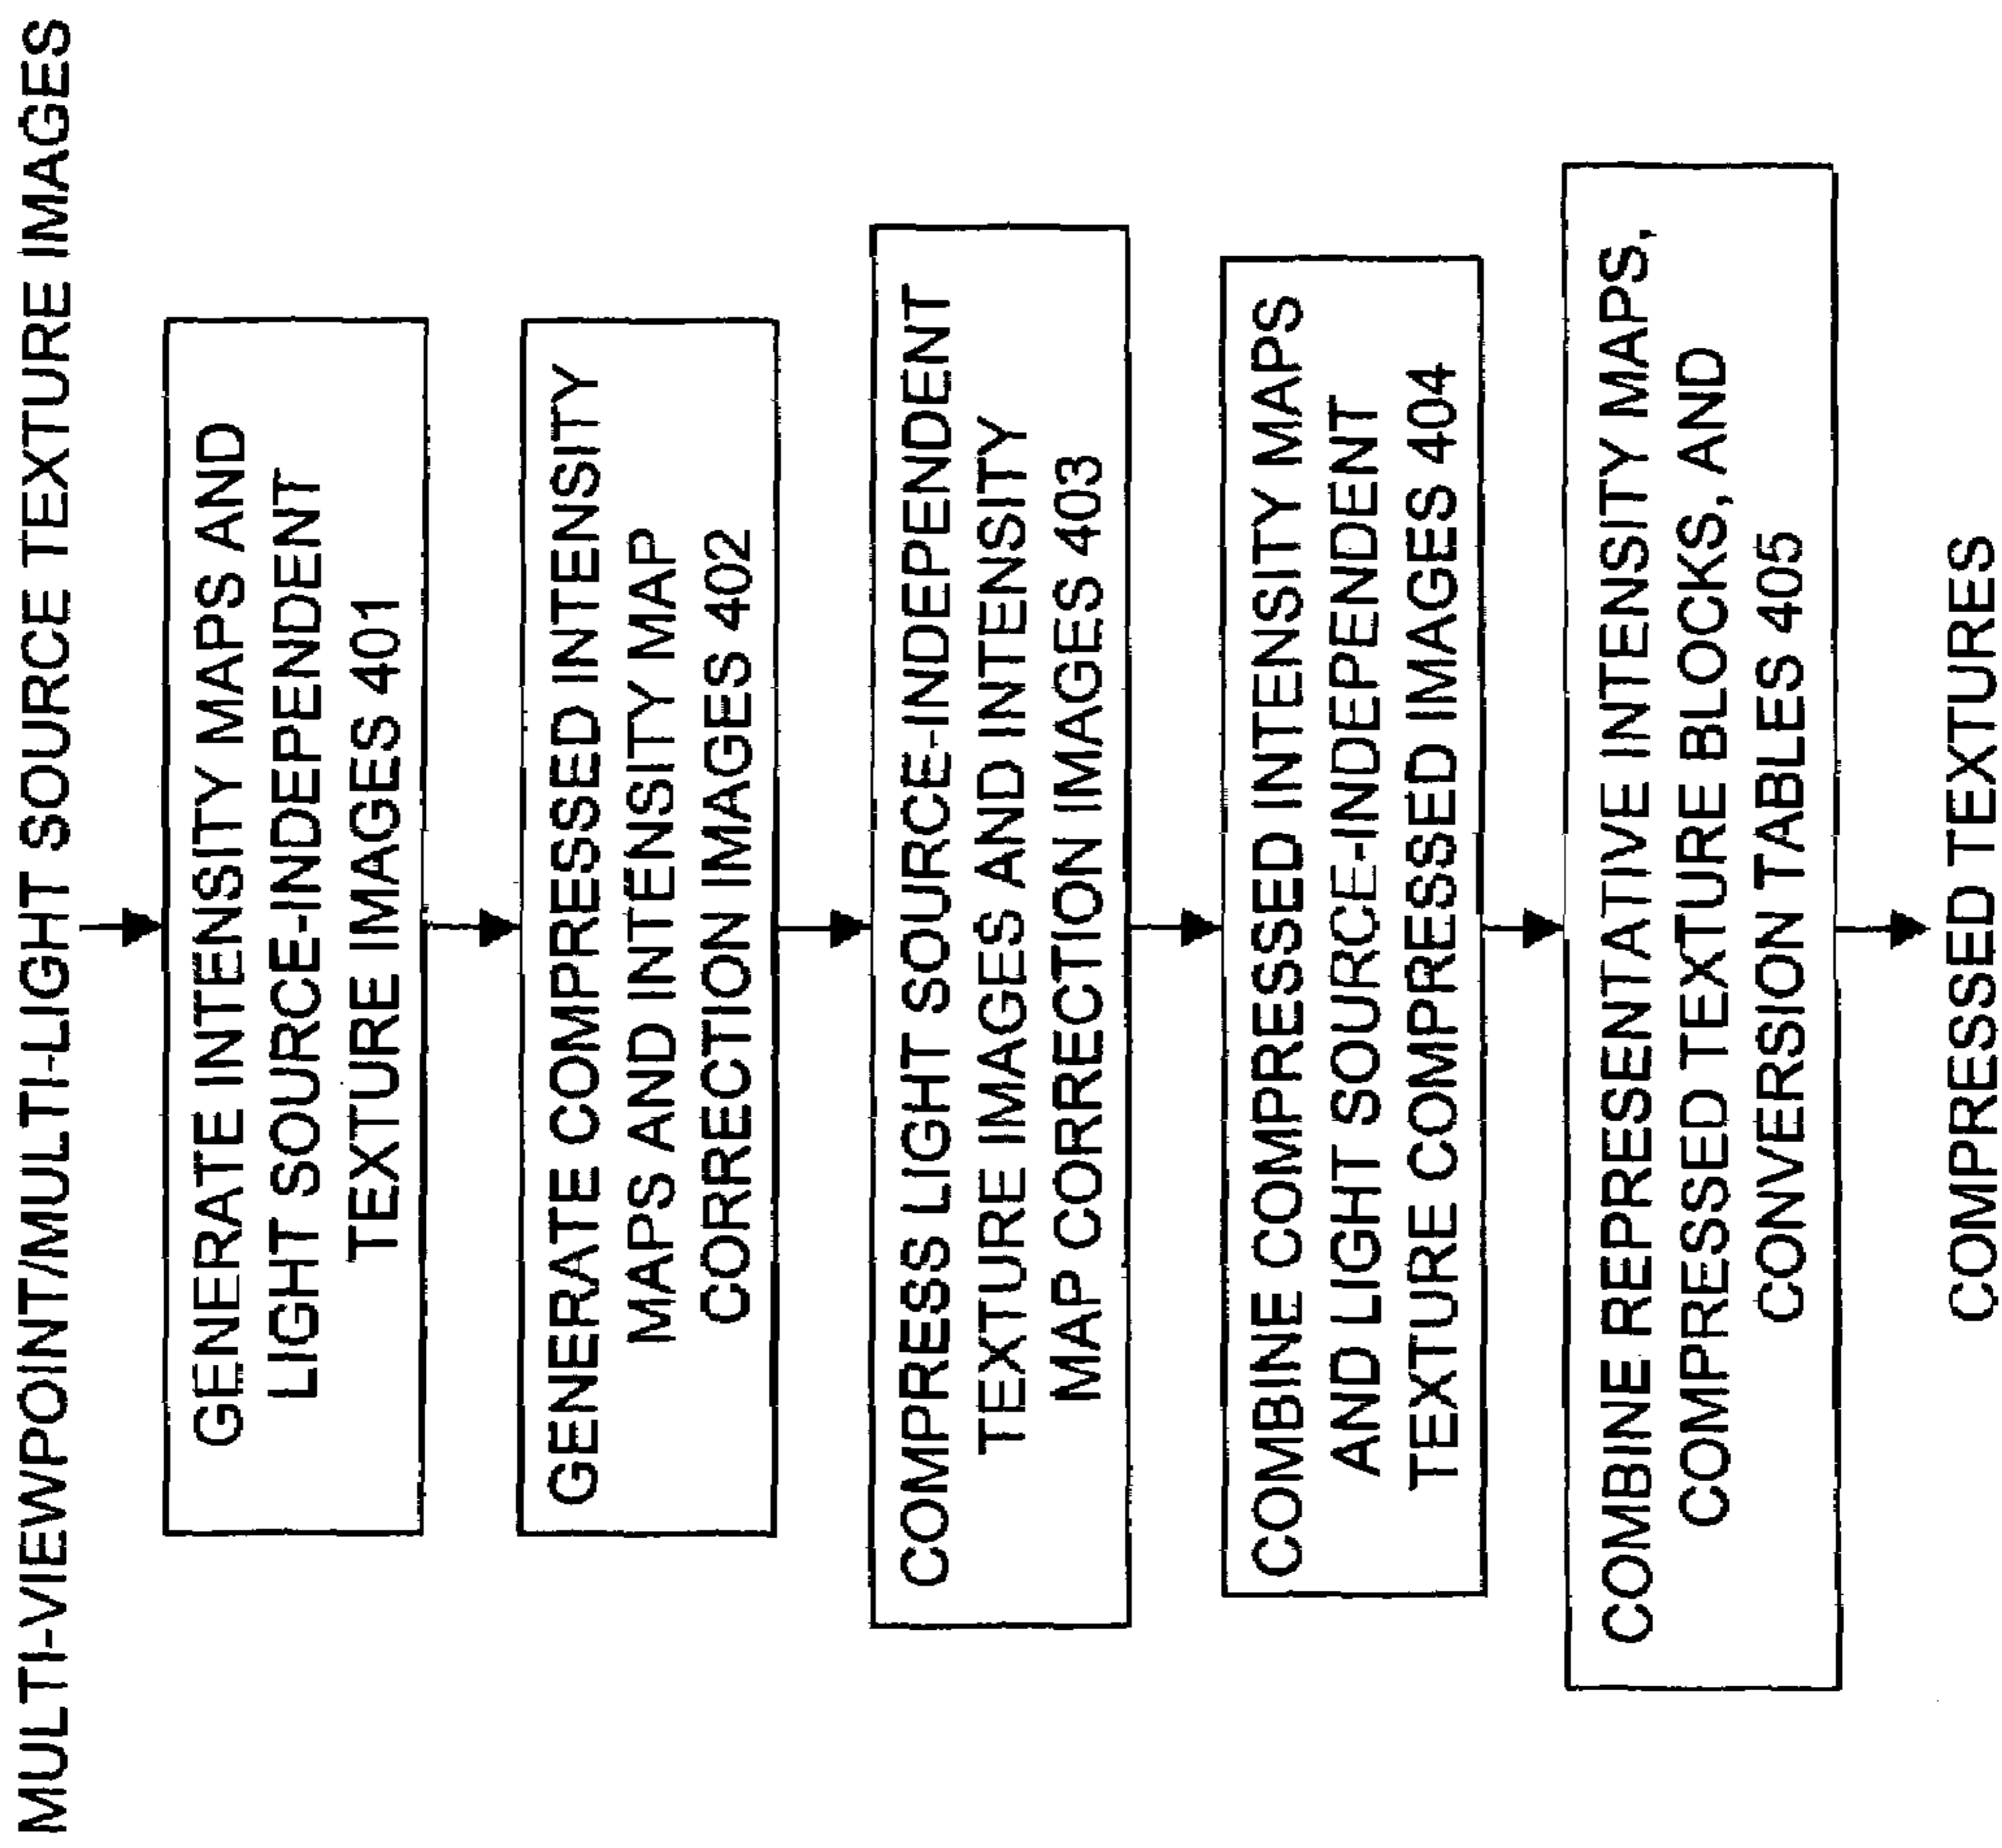 MULTI-VIEWPOINT/MULTI-LIGHT SOURCE TEXTURE IMAGES
GENERATE INTENSITY MAPS AND
LIGHT SOURCE-INDEPENDENT
TEXTURE IMAGES 401
GENERATE COMPRESSED INTENSITY
MAPS AND INTENSITY MAP
CORRECTION IMAGES 402
COMPRESS LIGHT SOURCE-INDEPENDENT
TEXTURE IMAGES AND INTENSITY
MAP CORRECTION IMAGES 403
COMBINE COMPRESSED INTENSITY MAPS
AND LIGHT SOURCE-INDEPENDENT
TEXTURE COMPRESSED IMAGES 404
COMBINE REPRESENTATIVE INTENSITY MAPS,
COMPRESSED TEXTURE BLOCKS, AND
CONVERSION TABLES 405
COMPRESSED TEXTURES